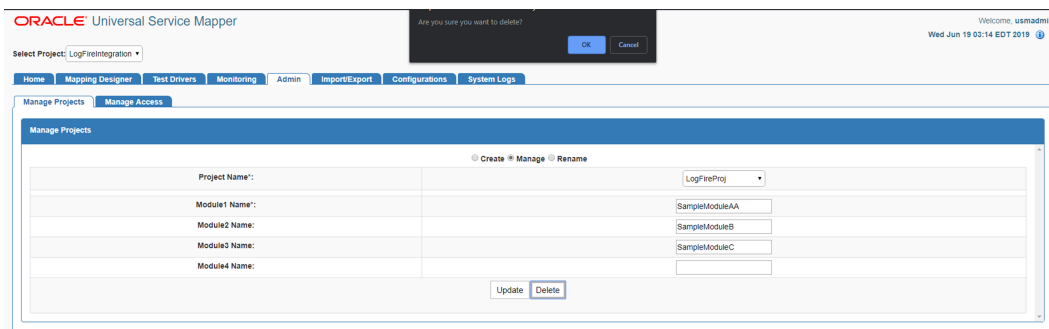 ORACLE Universal Service Mapper
Are you sure you want to delete?
OK Cancel
Welcome, usmadmi
Wed Jun 19 03:14 EDT 2019
Select Project: LogFireIntegration
Home Mapping Designer Test Drivers Monitoring Admin Import/Export Configurations System Logs
Manage Projects Manage Access
Manage Projects
Create Manage Rename
Project Name*: LogFireProj
Module1 Name*: SampleModuleAA
Module2 Name: SampleModuleB
Module3 Name: SampleModuleC
Module4 Name:
Update Delete